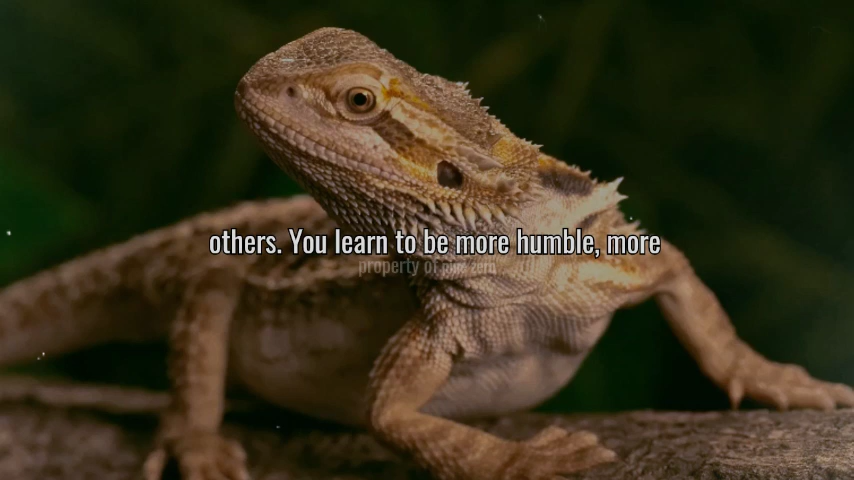 others. You learn to be more humble, more
property of